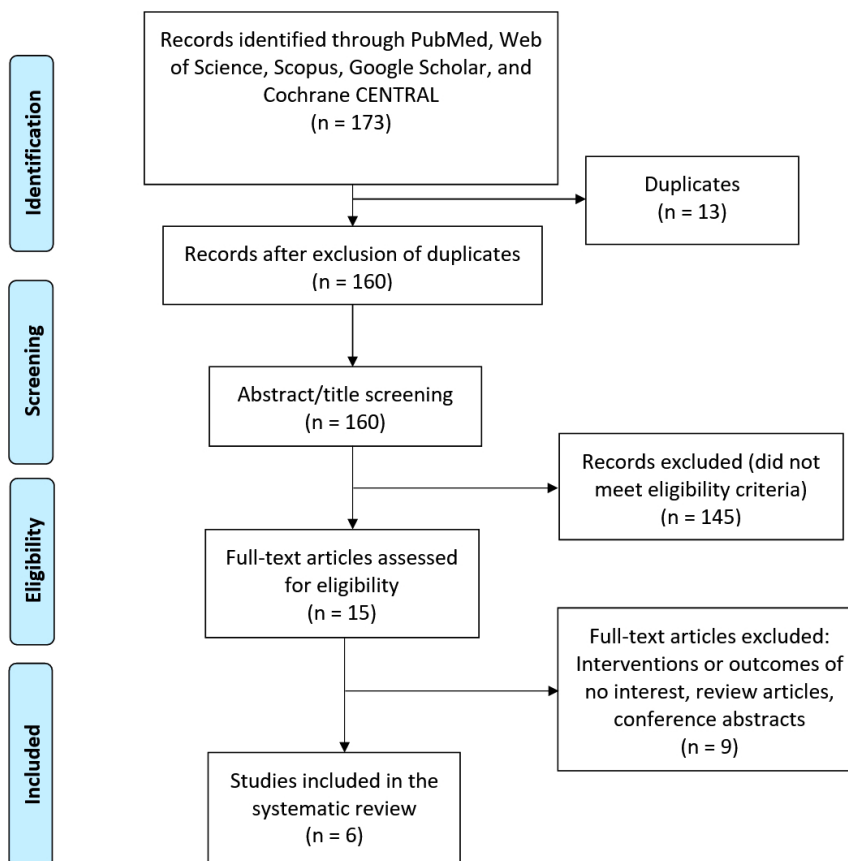 Identification
Records identified through PubMed, Web
of Science, Scopus, Google Scholar, and
Cochrane CENTRAL
(n = 173)
Duplicates
(n = 13)
Records after exclusion of duplicates
(n = 160)
Screening
Abstract/title screening
(n = 160)
Records excluded (did not
meet eligibility criteria)
(n = 145)
Eligibility
Full-text articles assessed
for eligibility
(n = 15)
Full-text articles excluded:
Interventions or outcomes of
no interest, review articles,
conference abstracts
(n = 9)
Included
Studies included in the
systematic review
(n = 6)